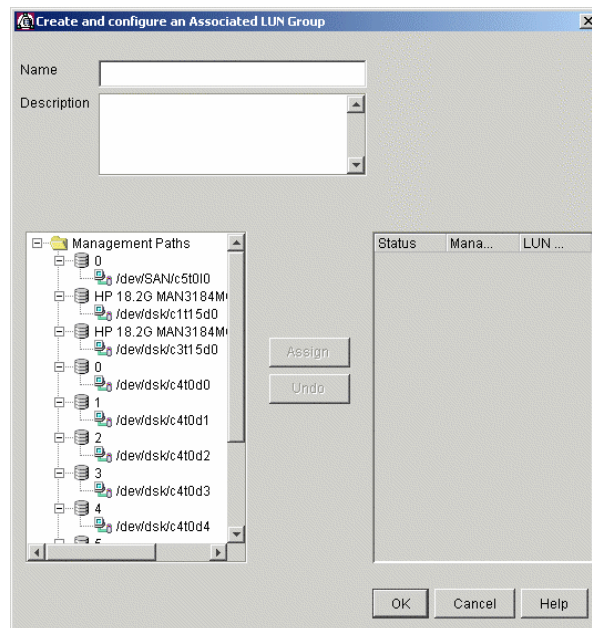 Create and configure an Associated LUN Group
Name
Description
Management Paths
0
/dev/SAN/c5t0l0
HP 18.2G MAN3184M
/dev/dsk/c1t15d0
HP 18.2G MAN3184M
/dev/dsk/c3t15d0
0
/dev/dsk/c4t0d0
1
/dev/dsk/c4t0d1
2
/dev/dsk/c4t0d2
3
/dev/dsk/c4t0d3
4
/dev/dsk/c4t0d4
Assign
Undo
Status Mana... LUN ...
OK Cancel Help